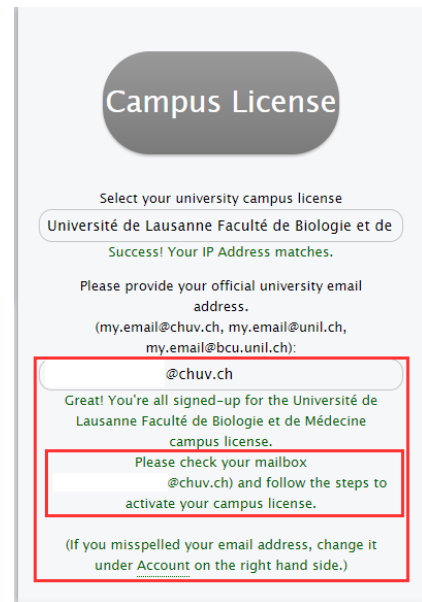 Campus License
Select your university campus license
Université de Lausanne Faculté de Biologie et de
Success! Your IP Address matches.
Please provide your official university email
address.
(my.email@chuv.ch, my.email@unil.ch,
my.email@bcu.unil.ch):
@chuv.ch
Great! You're all signed-up for the Université de
Lausanne Faculté de Biologie et de Médecine
campus license.
Please check your mailbox
@chuv.ch) and follow the steps to
activate your campus license.
(If you misspelled your email address, change it
under Account on the right hand side.)